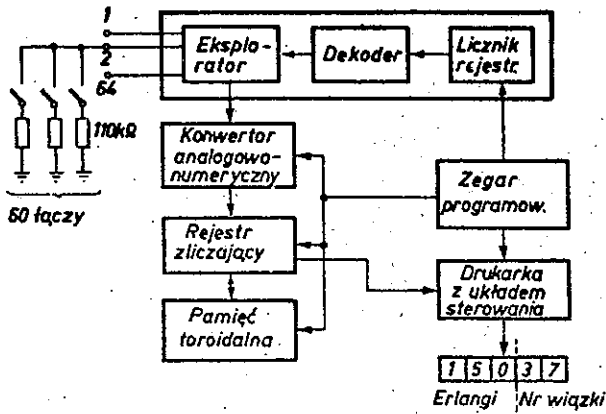 1
2
64
Eksplo-
rator
Dekoder
Licznik
rejestr.
110kΩ
60 łączy
Konwertor
analogowo-
numeryczny
Zegar
programow.
Rejestr
zliczający
Drukarka
z układem
sterowania
Pamięć
toroidalna
1 5 0 3 7
Erlangi Nr wiązki